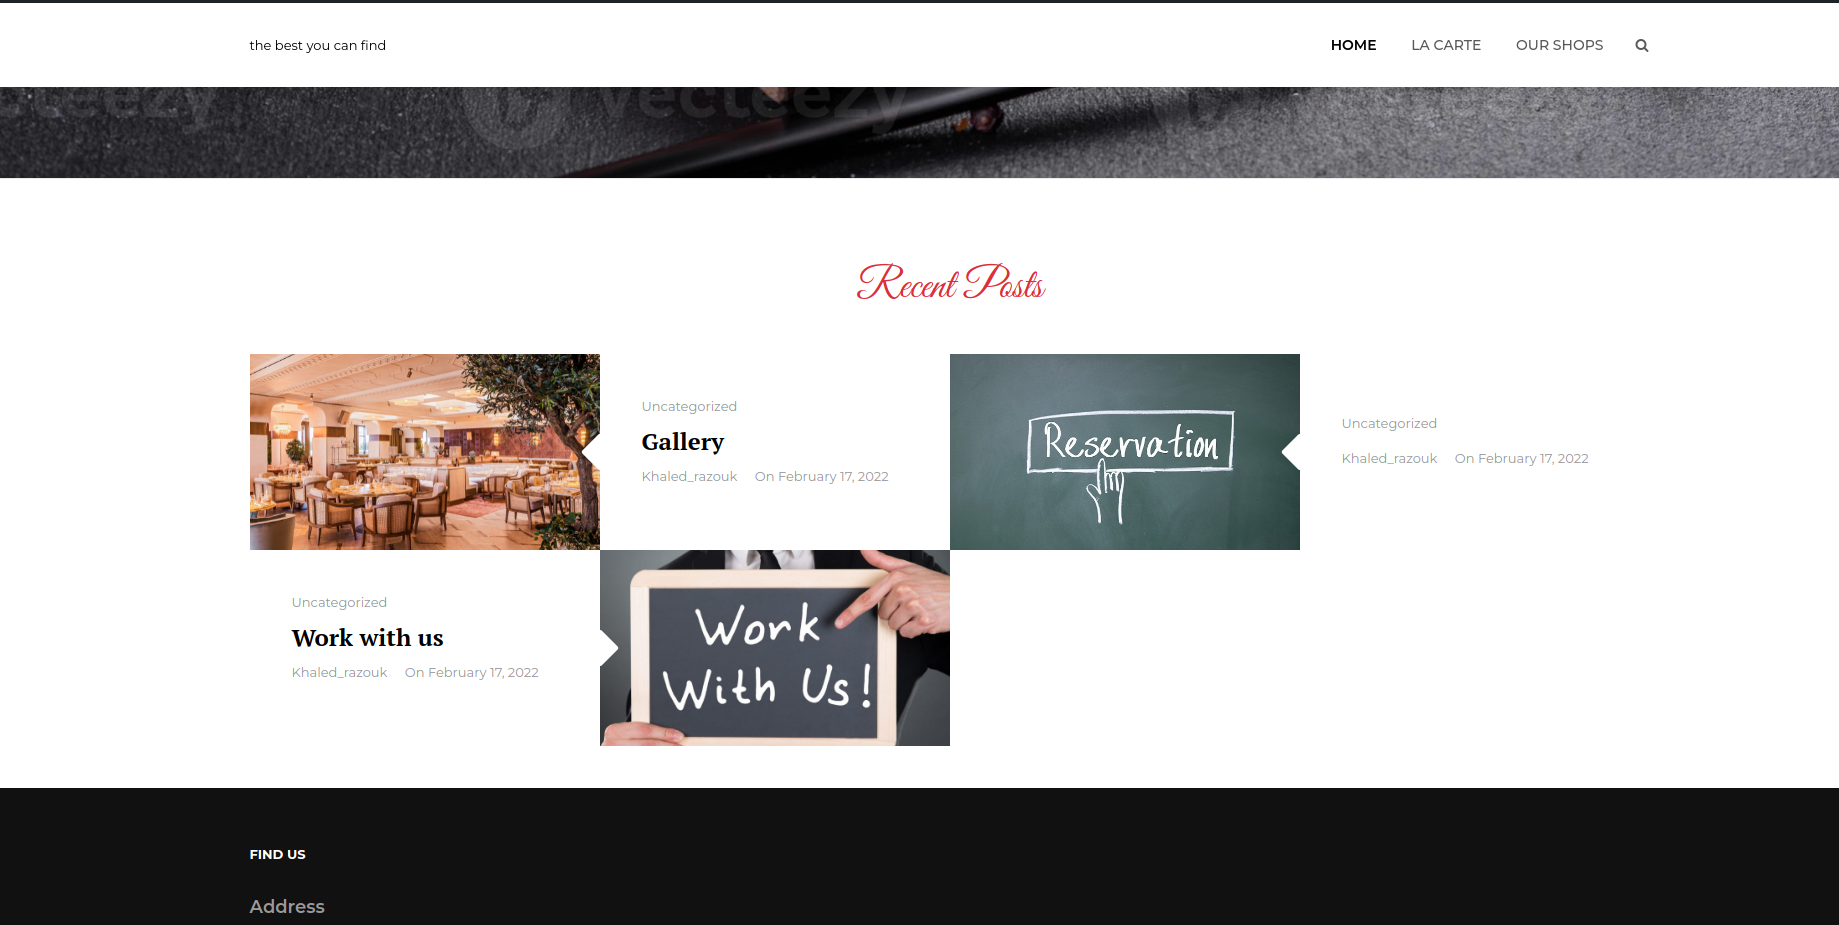 the best you can find
HOME
LA CARTE
OUR SHOPS
vecteezy
Recent Posts
Uncategorized
Gallery
Khaled_razouk On February 17, 2022
Reservation
Uncategorized
Khaled_razouk On February 17, 2022
Uncategorized
Work with us
Khaled_razouk On February 17, 2022
Work
With Us!
FIND US
Address